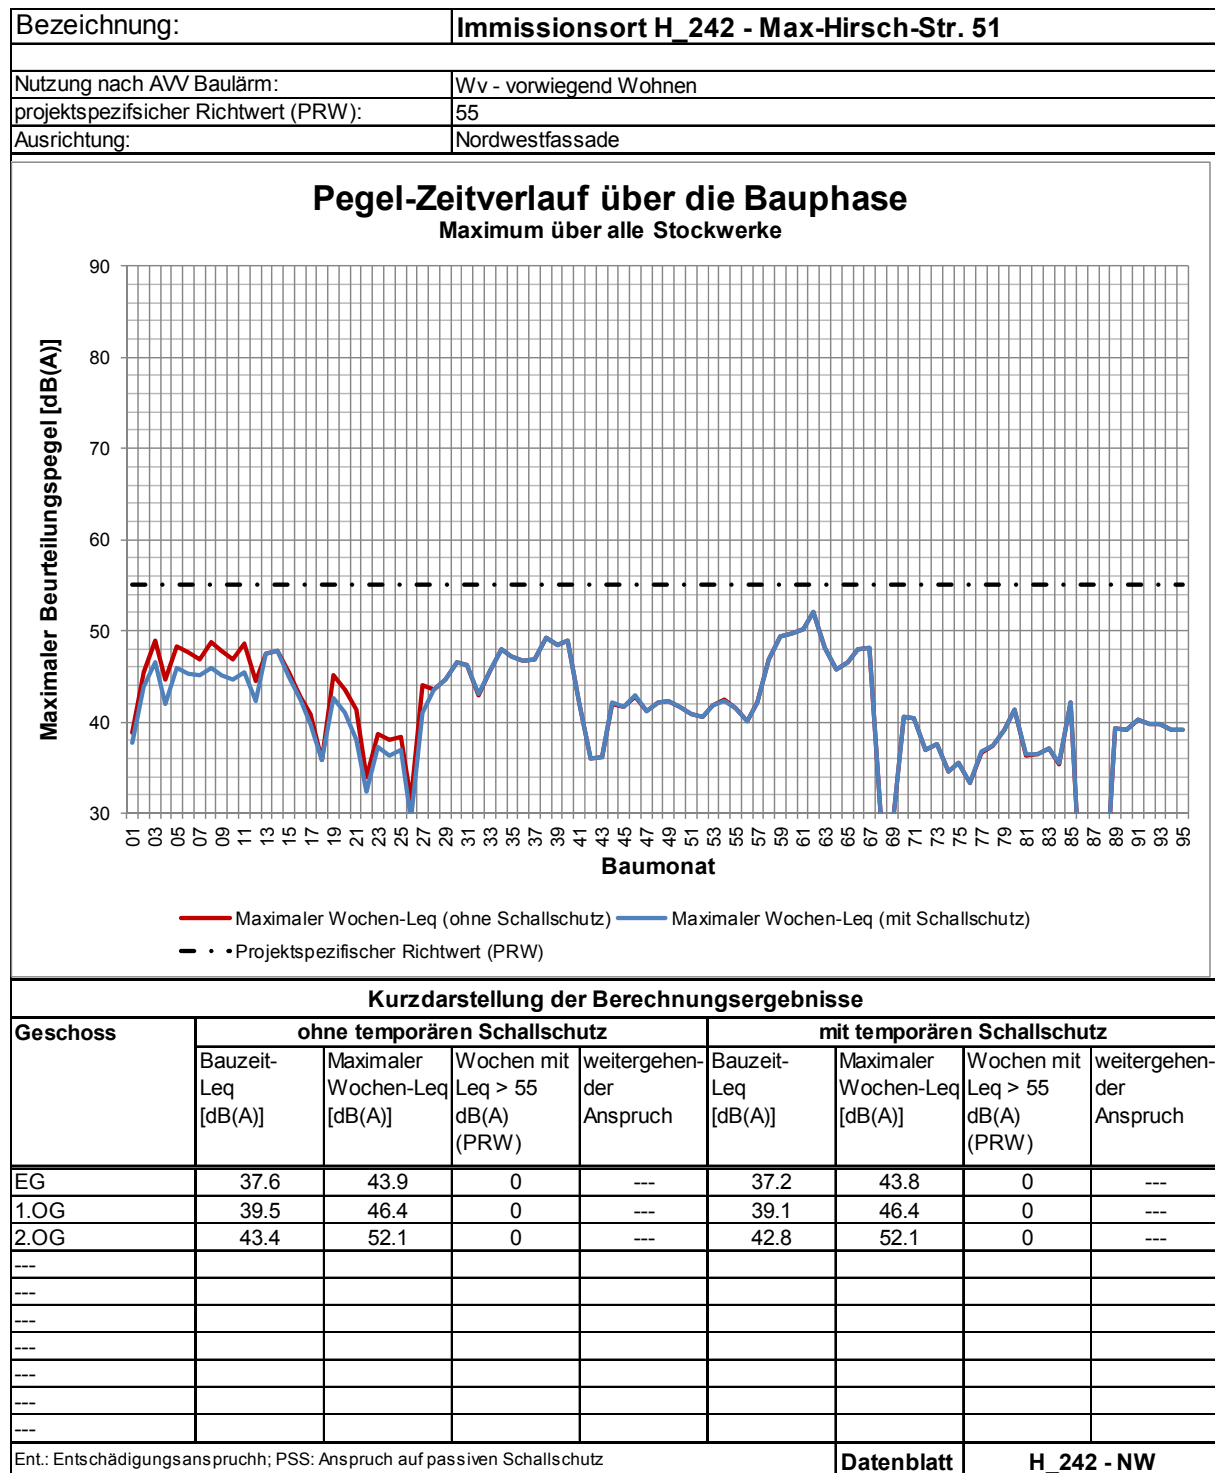 Bezeichnung: Immissionsort H_242 - Max-Hirsch-Str. 51
Nutzung nach AVV Baulärm: Wv - vorwiegend Wohnen
projektspezifsicher Richtwert (PRW): 55
Ausrichtung: Nordwestfassade
Pegel-Zeitverlauf über die Bauphase
Maximum über alle Stockwerke
Maximaler Beurteilungspegel [dB(A)]
90
80
70
60
50
40
30
01 03 05 07 09 11 13 15 17 19 21 23 25 27 29 31 33 35 37 39 41 43 45 47 49 51 53 55 57 59 61 63 65 67 69 71 73 75 77 79 81 83 85 87 89 91 93 95
Baumonat
Maximaler Wochen-Leq (ohne Schallschutz) Maximaler Wochen-Leq (mit Schallschutz)
Projektspezifischer Richtwert (PRW)
Kurzdarstellung der Berechnungsergebnisse
Geschoss ohne temporären Schallschutz mit temporären Schallschutz
Bauzeit- Maximaler Wochen mit weitergehen- Bauzeit- Maximaler Wochen mit weitergehen-
Leq Wochen-Leq Leq > 55 der Leq Wochen-Leq Leq > 55 der
[dB(A)] [dB(A)] dB(A) Anspruch [dB(A)] [dB(A)] dB(A) Anspruch
(PRW) (PRW)
EG 37.6 43.9 0 --- 37.2 43.8 0 ---
1.OG 39.5 46.4 0 --- 39.1 46.4 0 ---
2.OG 43.4 52.1 0 --- 42.8 52.1 0 ---
---
---
---
---
---
---
---
Ent.: Entschädigungsanspruchh; PSS: Anspruch auf passiven Schallschutz Datenblatt H_242 - NW